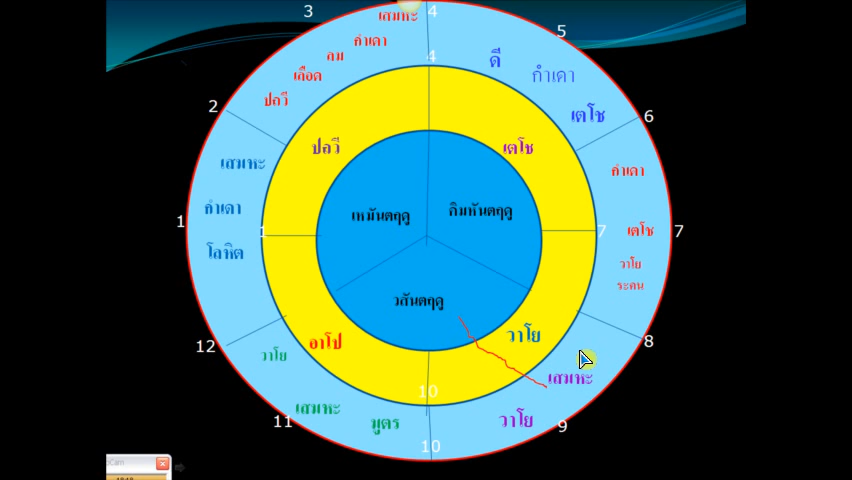 3
เสมหะ
4
กำเดา
5
ลม
4
ดี
เลือด
กำเดา
ปถวี
2
เตโช
6
ปถวี
เตโช
เสมหะ
กำเดา
กำเดา
เหมันตฤดู
คิมหันตฤดู
1
1
7
เตโช
7
โลหิต
วาโย
ระคน
วสันตฤดู
12
อาโป
วาโย
8
วาโย
เสมหะ
10
เสมหะ
11
มูตร
วาโย
9
10